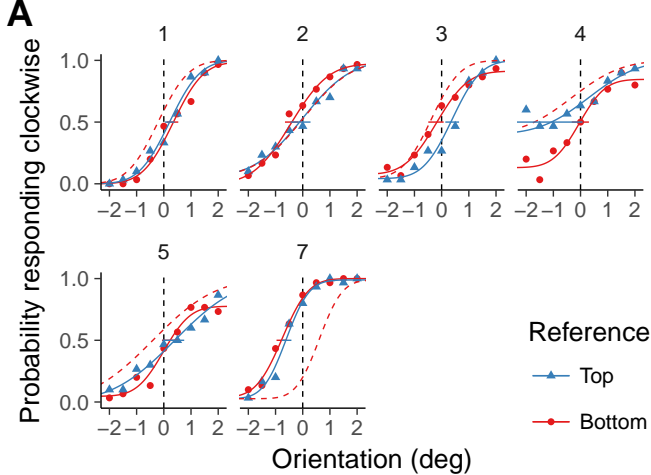 A
1 2 3 4
1.0
0.5
0.0
−2 −1 0 1 2 −2 −1 0 1 2 −2 −1 0 1 2 −2 −1 0 1 2
5 7
1.0
0.5
0.0
−2 −1 0 1 2 −2 −1 0 1 2
Probability responding clockwise
Orientation (deg)
Reference
Top
Bottom